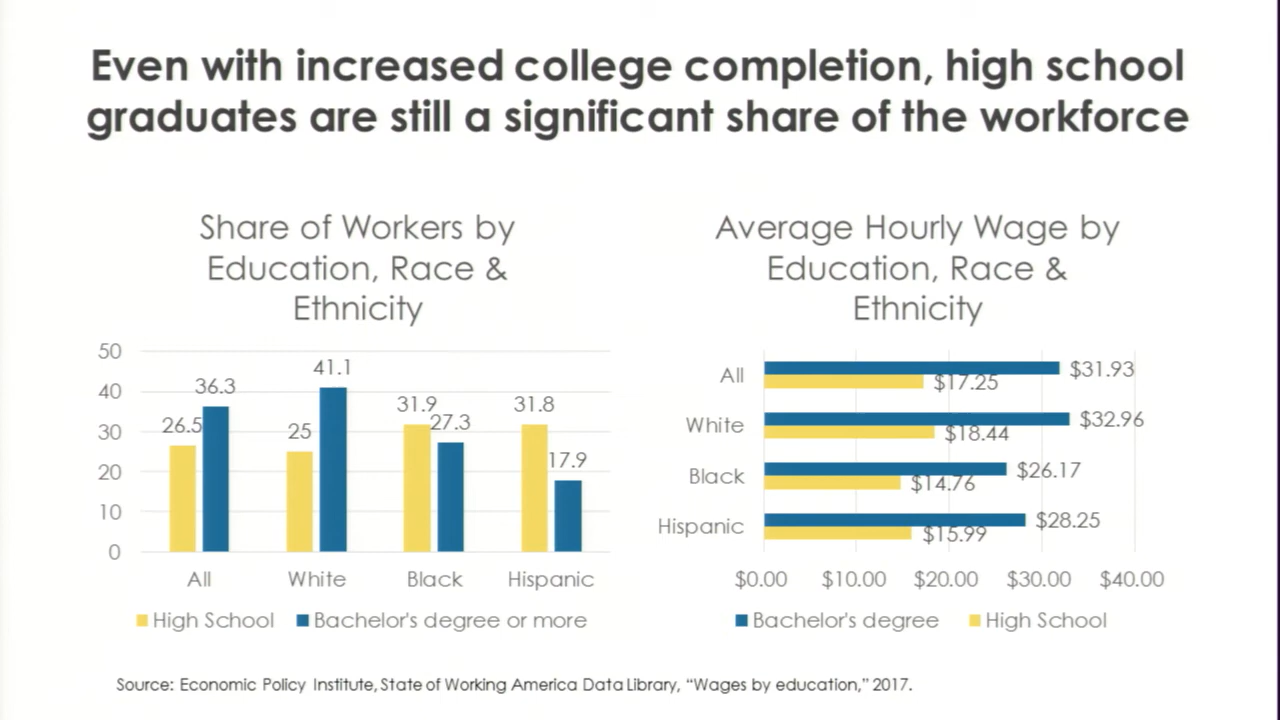 Even with increased college completion, high school
graduates are still a significant share of the workforce
Share of Workers by
Education, Race &
Ethnicity
50
40
30
20
10
0
26.5
36.3
25
41.1
31.9
27.3
31.8
17.9
All
White
Black
Hispanic
High School
Bachelor's degree or more
Average Hourly Wage by
Education, Race &
Ethnicity
All
$31.93
$17.25
White
$32.96
$18.44
Black
$26.17
$14.76
Hispanic
$28.25
$15.99
$0.00
$10.00
$20.00
$30.00
$40.00
Bachelor's degree
High School
Source: Economic Policy Institute, State of Working America Data Library, “Wages by education,” 2017.